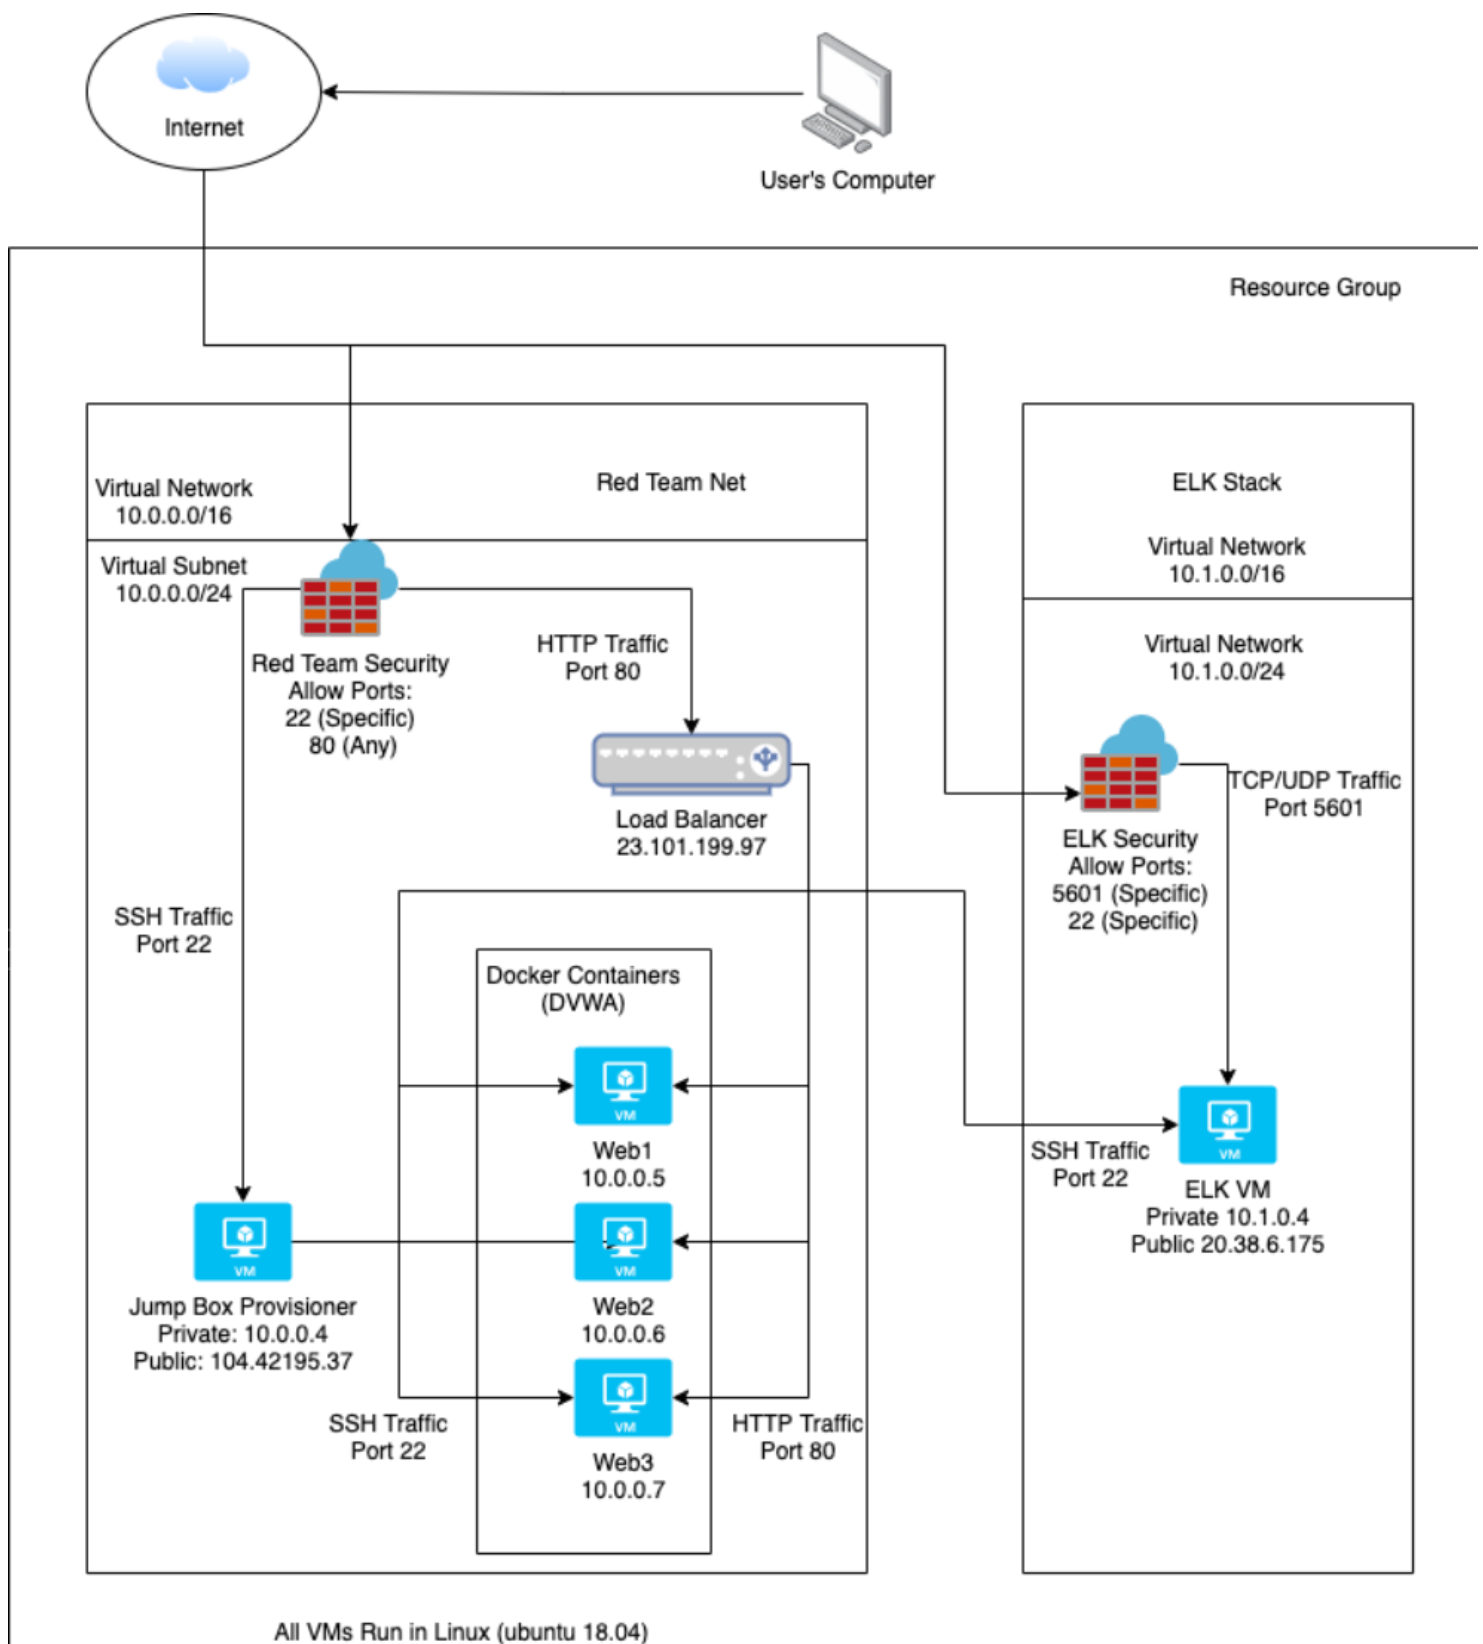 Internet
User's Computer
Resource Group
Virtual Network
10.0.0.0/16
Red Team Net
Virtual Subnet
10.0.0.0/24
Red Team Security
Allow Ports:
22 (Specific)
80 (Any)
HTTP Traffic
Port 80
Load Balancer
23.101.199.97
SSH Traffic
Port 22
Docker Containers
(DVWA)
VM
Web1
10.0.0.5
VM
Web2
10.0.0.6
VM
Web3
10.0.0.7
VM
Jump Box Provisioner
Private: 10.0.0.4
Public: 104.42195.37
SSH Traffic
Port 22
HTTP Traffic
Port 80
ELK Stack
Virtual Network
10.1.0.0/16
Virtual Network
10.1.0.0/24
TCP/UDP Traffic
Port 5601
ELK Security
Allow Ports:
5601 (Specific)
22 (Specific)
SSH Traffic
Port 22
VM
ELK VM
Private 10.1.0.4
Public 20.38.6.175
All VMs Run in Linux (ubuntu 18.04)